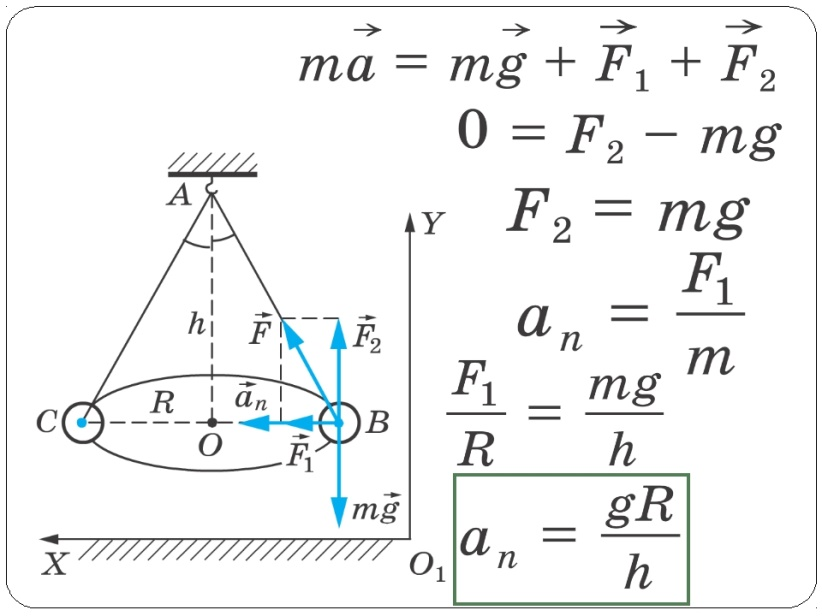 ma⃗ = mg⃗ + F⃗₁ + F⃗₂
0 = F₂ − mg
F₂ = mg
aₙ = F₁/m
F₁/R = mg/h
aₙ = gR/h
A
Y
h
F⃗
F⃗₂
C
R
a⃗ₙ
B
O
F⃗₁
mg⃗
X
O₁